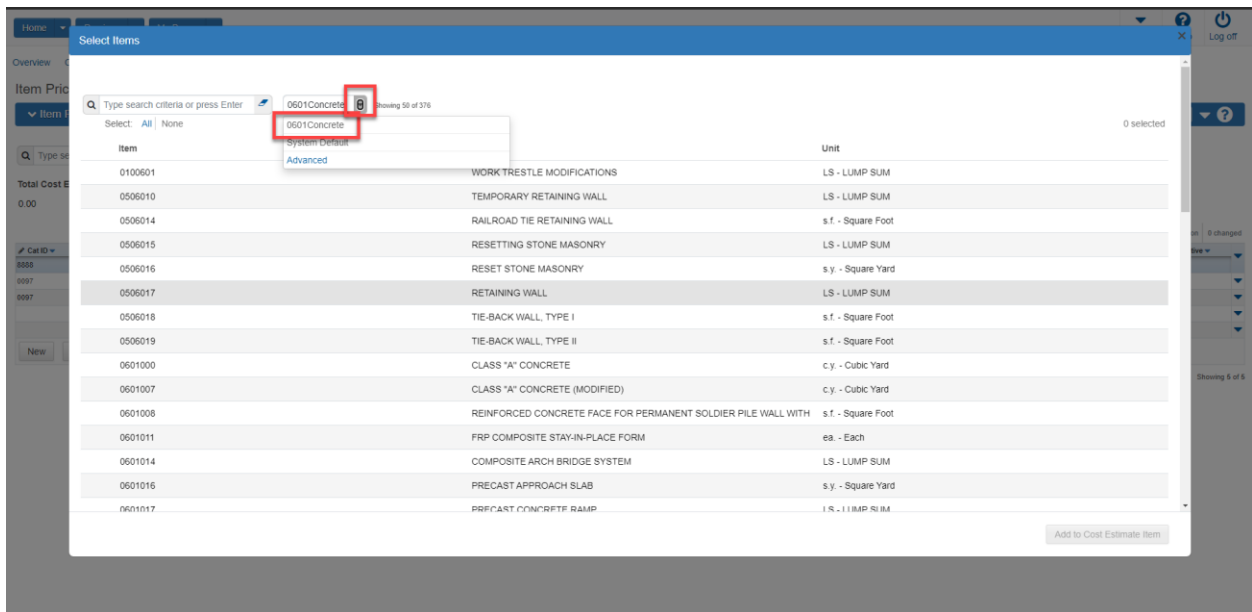 Home
Log off
Select Items
Overview
Item Pric
Item P
Type search criteria or press Enter
0601Concrete
Showing 50 of 376
Select: All None
0601Concrete
0 selected
System Default
Advanced
Type se
Total Cost E
0.00
Item Unit
0100601 WORK TRESTLE MODIFICATIONS LS - LUMP SUM
0506010 TEMPORARY RETAINING WALL LS - LUMP SUM
0506014 RAILROAD TIE RETAINING WALL s.f. - Square Foot
0506015 RESETTING STONE MASONRY LS - LUMP SUM
0506016 RESET STONE MASONRY s.y. - Square Yard
0506017 RETAINING WALL LS - LUMP SUM
0506018 TIE-BACK WALL, TYPE I s.f. - Square Foot
0506019 TIE-BACK WALL, TYPE II s.f. - Square Foot
0601000 CLASS "A" CONCRETE c.y. - Cubic Yard
0601007 CLASS "A" CONCRETE (MODIFIED) c.y. - Cubic Yard
0601008 REINFORCED CONCRETE FACE FOR PERMANENT SOLDIER PILE WALL WITH s.f. - Square Foot
0601011 FRP COMPOSITE STAY-IN-PLACE FORM ea. - Each
0601014 COMPOSITE ARCH BRIDGE SYSTEM LS - LUMP SUM
0601016 PRECAST APPROACH SLAB s.y. - Square Yard
0601017 PRECAST CONCRETE RAMP LS - LUMP SUM
Cat ID
8888
0097
0097
New
0 changed
Showing 6 of 6
Add to Cost Estimate Item